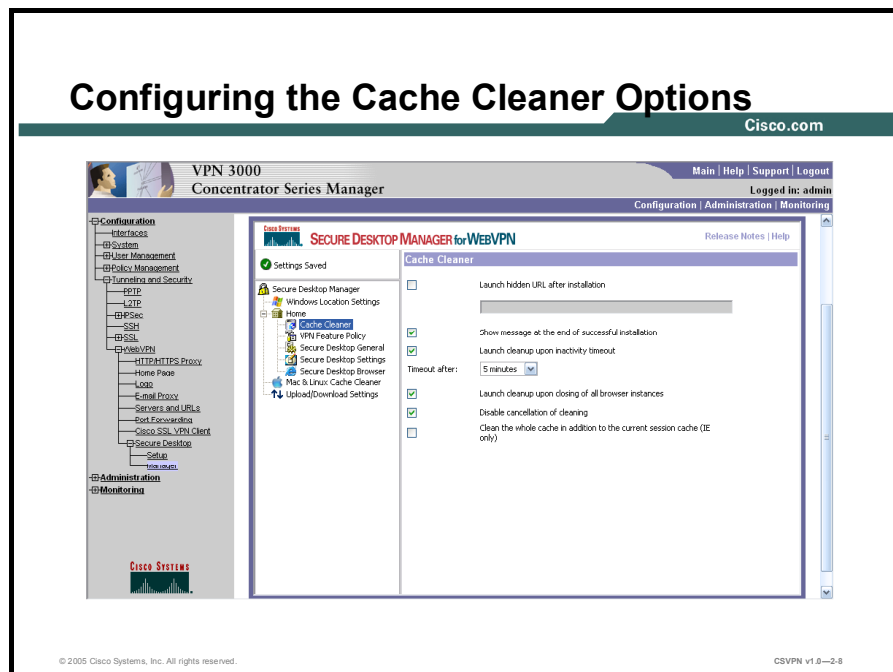 Configuring the Cache Cleaner Options
Cisco.com
VPN 3000
Concentrator Series Manager
Main | Help | Support | Logout
Logged in: admin
Configuration | Administration | Monitoring
Configuration
Interfaces
System
User Management
Policy Management
Tunneling and Security
PPTP
L2TP
IPSec
SSH
SSL
WebVPN
HTTP/HTTPS Proxy
Home Page
Logo
E-mail Proxy
Servers and URLs
Port Forwarding
Cisco SSL VPN Client
Secure Desktop
Setup
Manager
Administration
Monitoring
CISCO SYSTEMS
CISCO SYSTEMS
SECURE DESKTOP MANAGER for WEBVPN
Release Notes | Help
Settings Saved
Secure Desktop Manager
Windows Location Settings
Home
Cache Cleaner
VPN Feature Policy
Secure Desktop General
Secure Desktop Settings
Secure Desktop Browser
Mac & Linux Cache Cleaner
Upload/Download Settings
Cache Cleaner
Launch hidden URL after installation
Show message at the end of successful installation
Launch cleanup upon inactivity timeout
Timeout after: 5 minutes
Launch cleanup upon closing of all browser instances
Disable cancellation of cleaning
Clean the whole cache in addition to the current session cache (IE
only)
© 2005 Cisco Systems, Inc. All rights reserved.
CSVPN v1.0—2-8